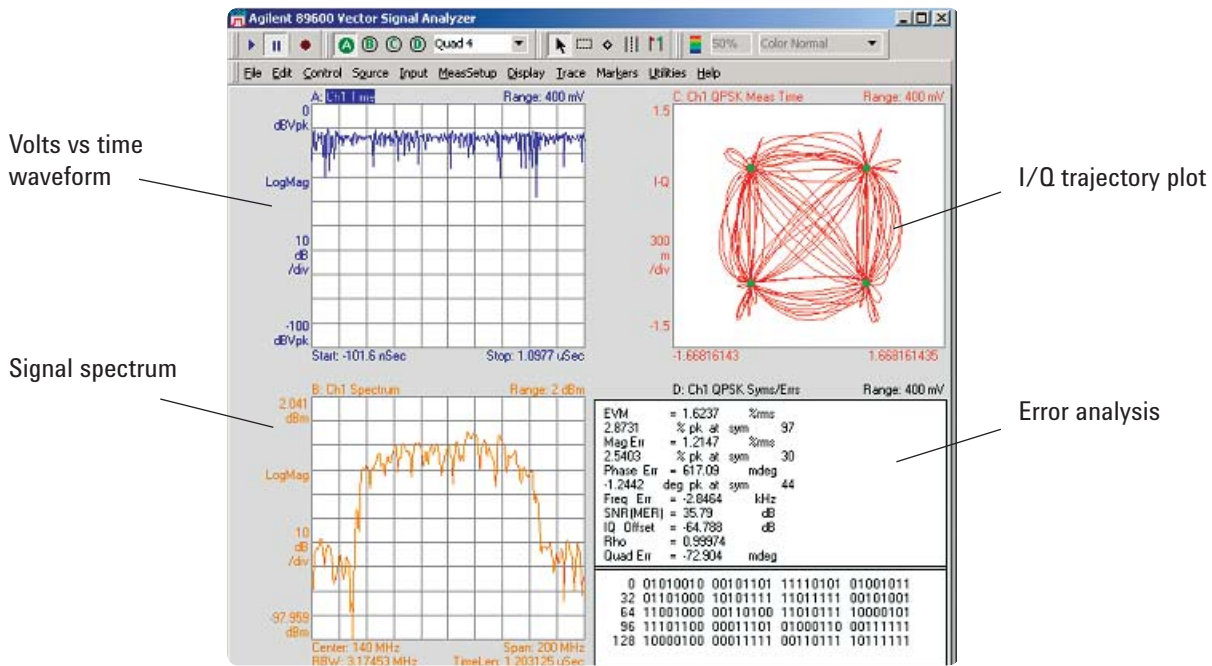 Agilent 89600 Vector Signal Analyzer
A B C D Quad 4 50% Color Normal
File Edit Control Source Input MeasSetup Display Trace Markers Utilities Help
Volts vs time
waveform
Signal spectrum
I/Q trajectory plot
Error analysis
A: Ch1 Time Range: 400 mV
0
dBVpk
LogMag
10
dB
/div
-100
dBVpk
Start: -101.6 nSec Stop: 1.0977 uSec
C: Ch1 QPSK Meas Time Range: 400 mV
1.5
I-Q
300
m
/div
-1.5
-1.66816143 1.668161435
B: Ch1 Spectrum Range: 2 dBm
2.041
dBm
LogMag
10
dB
/div
-97.959
dBm
Center: 140 MHz Span: 200 MHz
RBW: 3.17453 MHz TimeLen: 1.203125 uSec
D: Ch1 QPSK Syms/Errs Range: 400 mV
EVM = 1.6237 %rms
2.8731 % pk at sym 97
Mag Err = 1.2147 %rms
2.5403 % pk at sym 30
Phase Err = 617.09 mdeg
-1.2442 deg pk at sym 44
Freq Err = -2.8464 kHz
SNR(MER) = 35.79 dB
IQ Offset = -64.788 dB
Rho = 0.99974
Quad Err = -72.904 mdeg
0 01010010 00101101 11110101 01001011
32 01101000 10101111 11011111 00101001
64 11001000 00110100 11010111 10000101
96 11101100 00011101 01000110 00111111
128 10000100 00011111 00110111 10111111